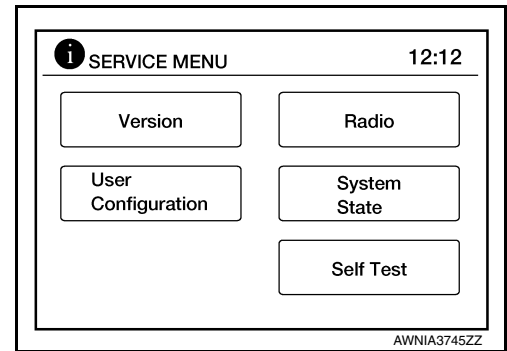 i SERVICE MENU 12:12
Version Radio
User
Configuration
System
State
Self Test
AWNIA3745ZZ